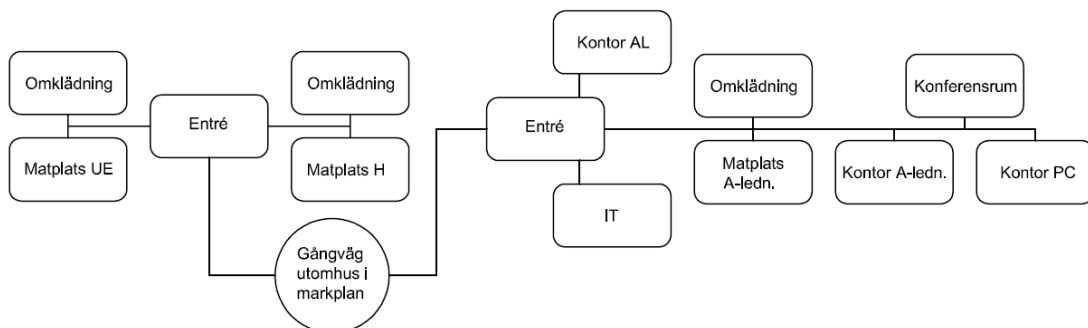 Omklädning
Entré
Matplats UE
Omklädning
Matplats H
Gångväg
utomhus i
markplan
Kontor AL
Entré
IT
Omklädning
Matplats
A-ledn.
Kontor A-ledn.
Konferensrum
Kontor PC